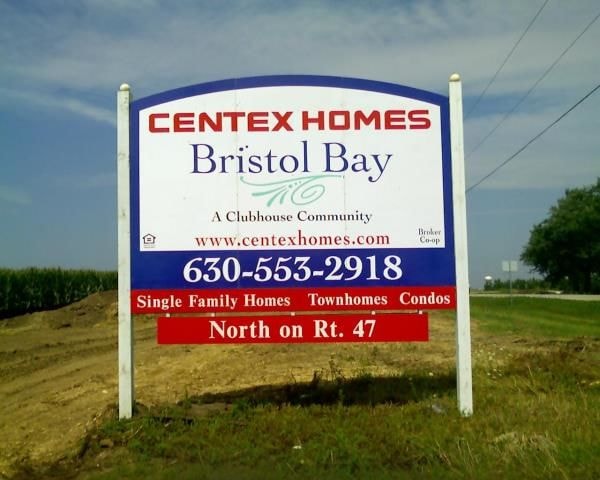 CENTEX HOMES
Bristol Bay
A Clubhouse Community
www.centexhomes.com
Broker
Co-op
630-553-2918
Single Family Homes Townhomes Condos
North on Rt. 47